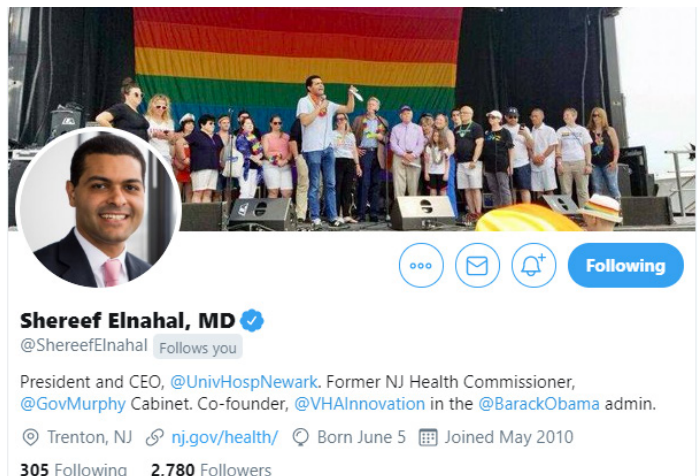 Following
Shereef Elnahal, MD
@ShereefElnahal Follows you
President and CEO, @UnivHospNewark. Former NJ Health Commissioner,
@GovMurphy Cabinet. Co-founder, @VHAInnovation in the @BarackObama admin.
Trenton, NJ nj.gov/health/ Born June 5 Joined May 2010
305 Following 2,780 Followers